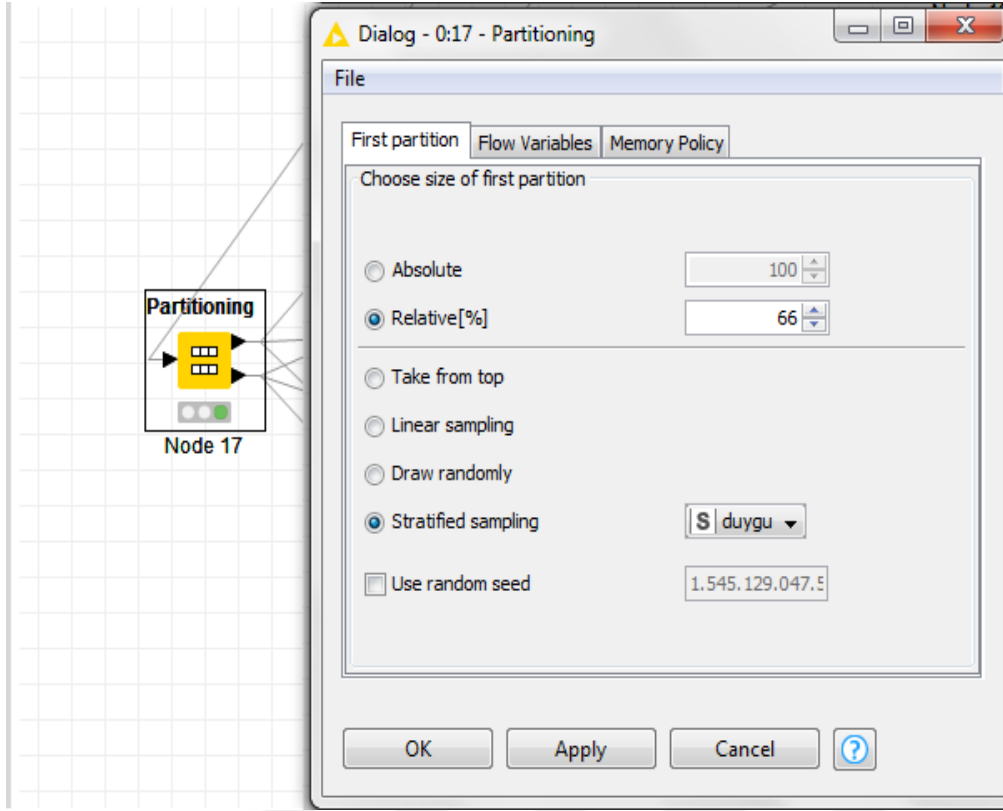 Dialog - 0:17 - Partitioning
File
First partition Flow Variables Memory Policy
Choose size of first partition
Absolute 100
Relative[%] 66
Take from top
Linear sampling
Draw randomly
Stratified sampling S duygu
Use random seed 1.545.129.047.5
OK Apply Cancel ?
Partitioning
Node 17